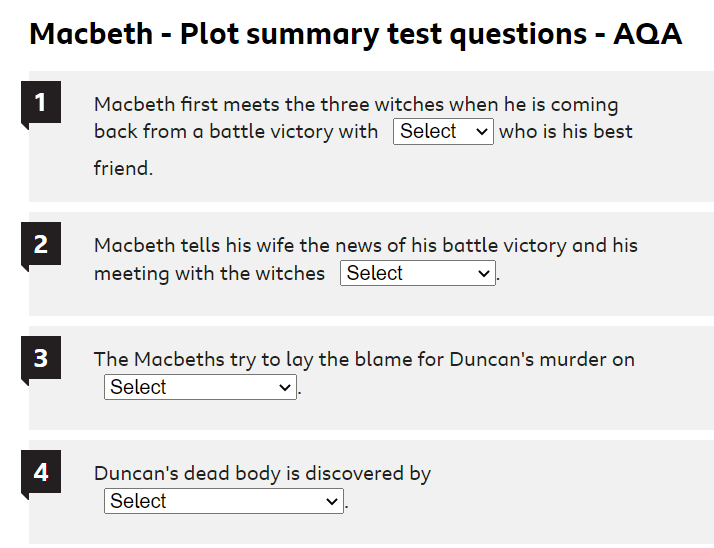 Macbeth - Plot summary test questions - AQA
1
Macbeth first meets the three witches when he is coming
back from a battle victory with Select who is his best
friend.
2
Macbeth tells his wife the news of his battle victory and his
meeting with the witches Select.
3
The Macbeths try to lay the blame for Duncan's murder on
Select.
4
Duncan's dead body is discovered by
Select.